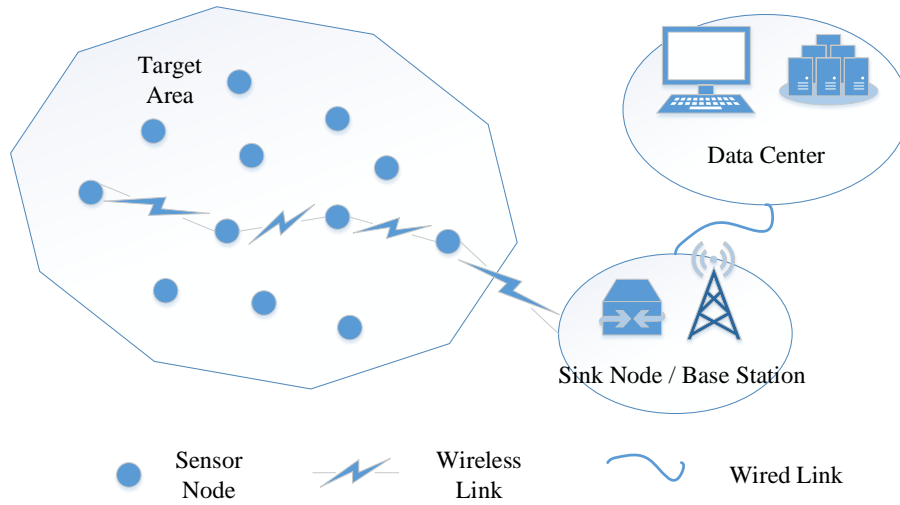 Target
Area
Data Center
Sink Node / Base Station
Sensor
Node
Wireless
Link
Wired Link